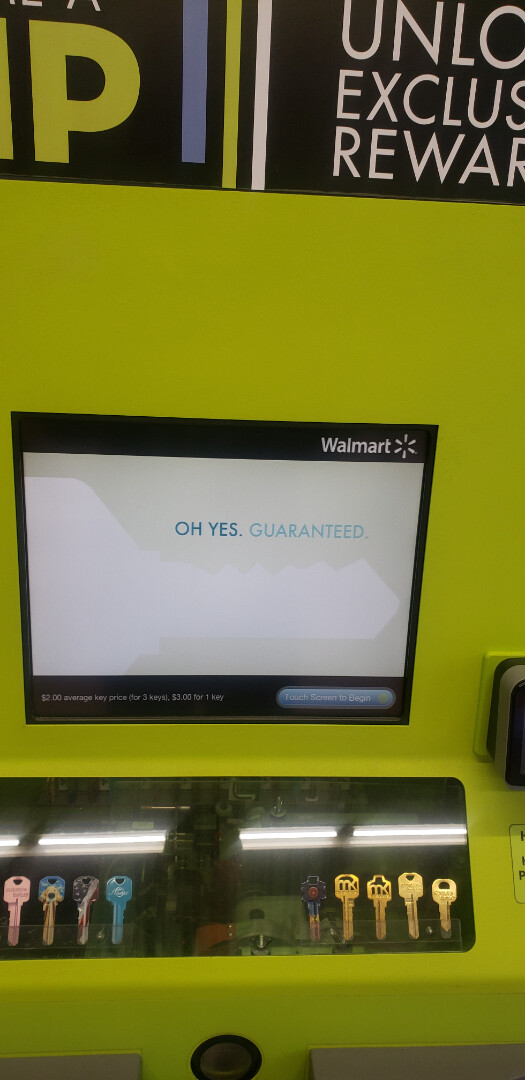 UNLO
EXCLUS
REWAR
Walmart
OH YES. GUARANTEED.
$2.00 average key price (for 3 keys), $3.00 for 1 key
Touch Screen to Begin